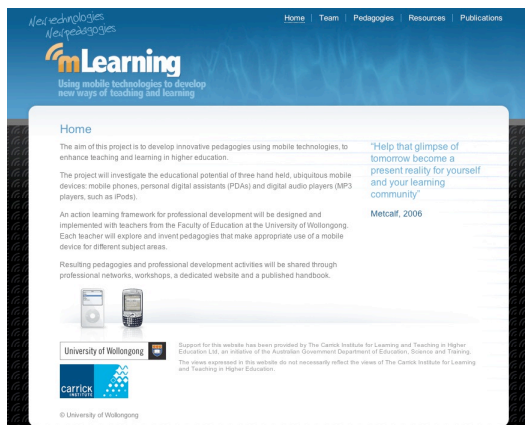 New technologies
New pedagogies
Home | Team | Pedagogies | Resources | Publications
mLearning
Using mobile technologies to develop
new ways of teaching and learning
Home
The aim of this project is to develop innovative pedagogies using mobile technologies, to
enhance teaching and learning in higher education.
The project will investigate the educational potential of three hand held, ubiquitous mobile
devices: mobile phones, personal digital assistants (PDAs) and digital audio players (MP3
players, such as iPods).
An action learning framework for professional development will be designed and
implemented with teachers from the Faculty of Education at the University of Wollongong.
Each teacher will explore and invent pedagogies that make appropriate use of a mobile
device for different subject areas.
Resulting pedagogies and professional development activities will be shared through
professional networks, workshops, a dedicated website and a published handbook.
“Help that glimpse of
tomorrow become a
present reality for yourself
and your learning
community”
Metcalf, 2006
University of Wollongong
carrick
INSTITUTE
Support for this website has been provided by The Carrick Institute for Learning and Teaching in Higher
Education Ltd, an initiative of the Australian Government Department of Education, Science and Training.
The views expressed in this website do not necessarily reflect the views of The Carrick Institute for Learning
and Teaching in Higher Education.
© University of Wollongong